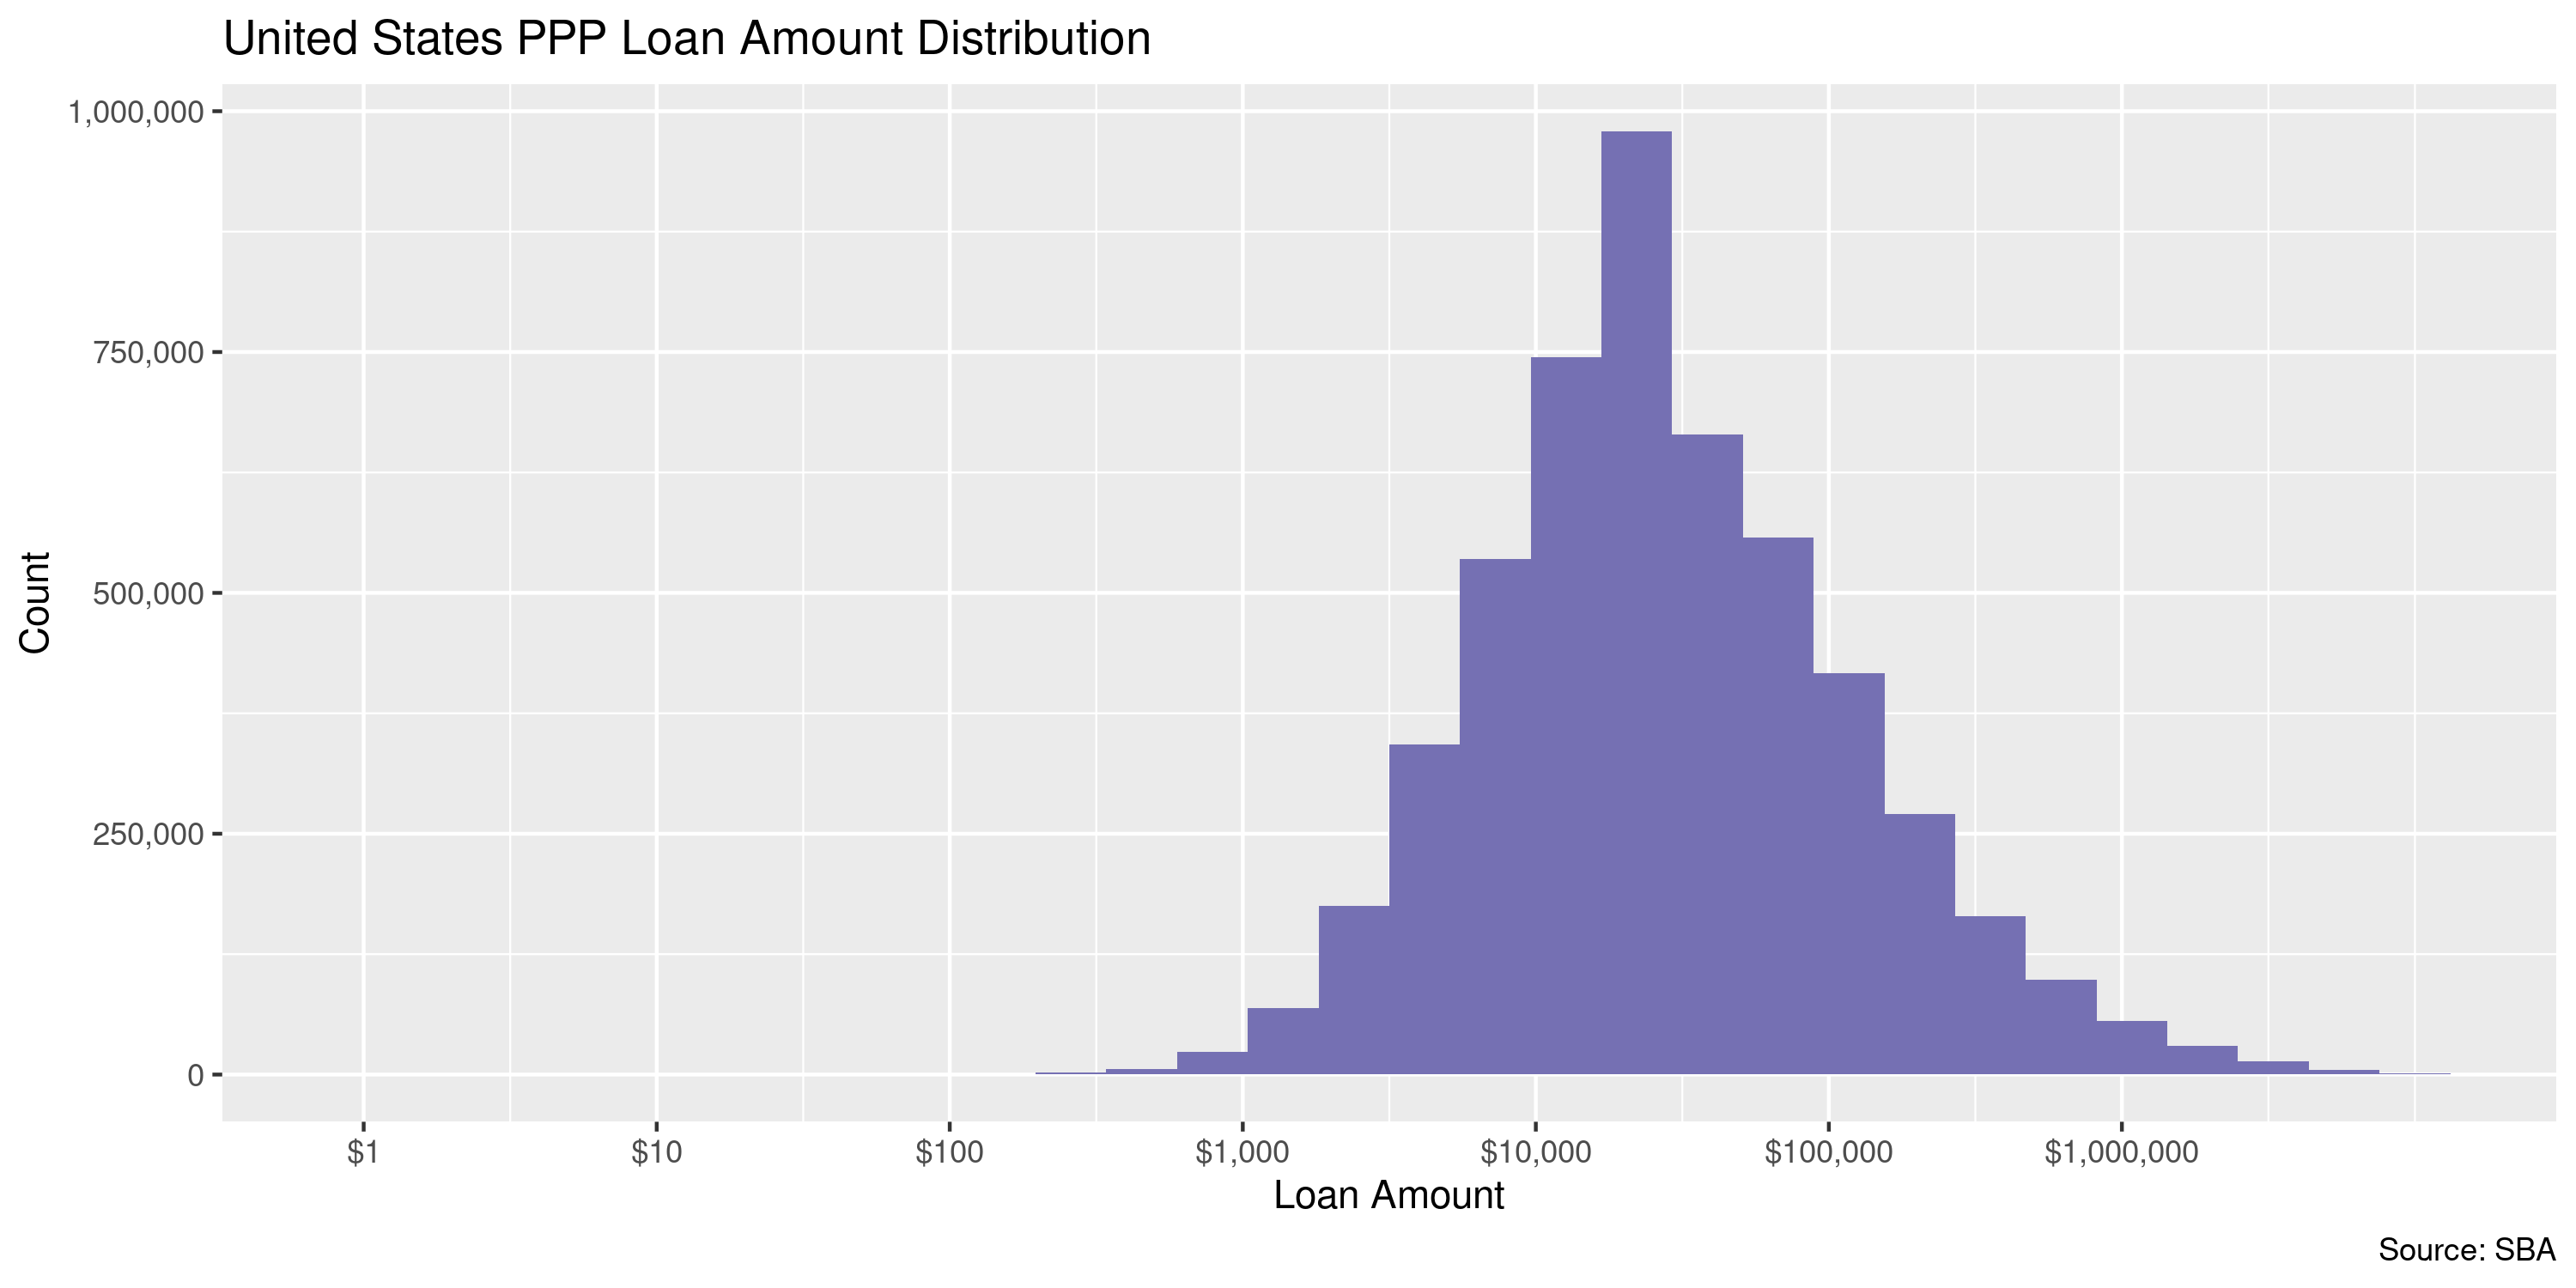 United States PPP Loan Amount Distribution
1,000,000
750,000
500,000
250,000
0
Count
$1 $10 $100 $1,000 $10,000 $100,000 $1,000,000
Loan Amount
Source: SBA